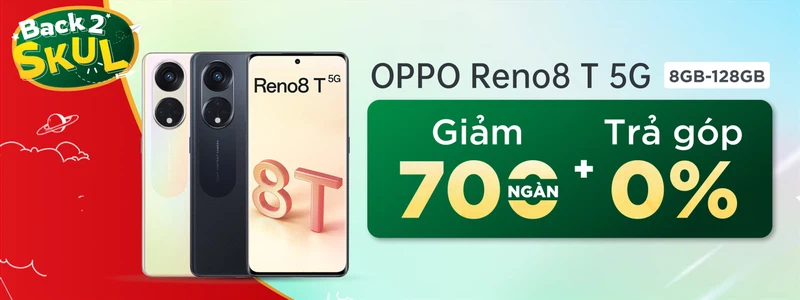 Back 2
SKUL
Reno8 T 5G
8T
OPPO Reno8 T 5G 8GB-128GB
Giảm
700 NGÀN
+
Trả góp
0%